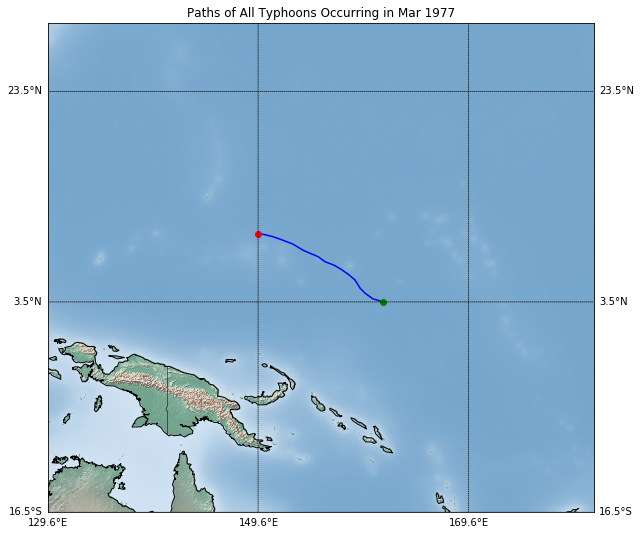 Paths of All Typhoons Occurring in Mar 1977
23.5°N 23.5°N
3.5°N 3.5°N
16.5°S 16.5°S
129.6°E 149.6°E 169.6°E